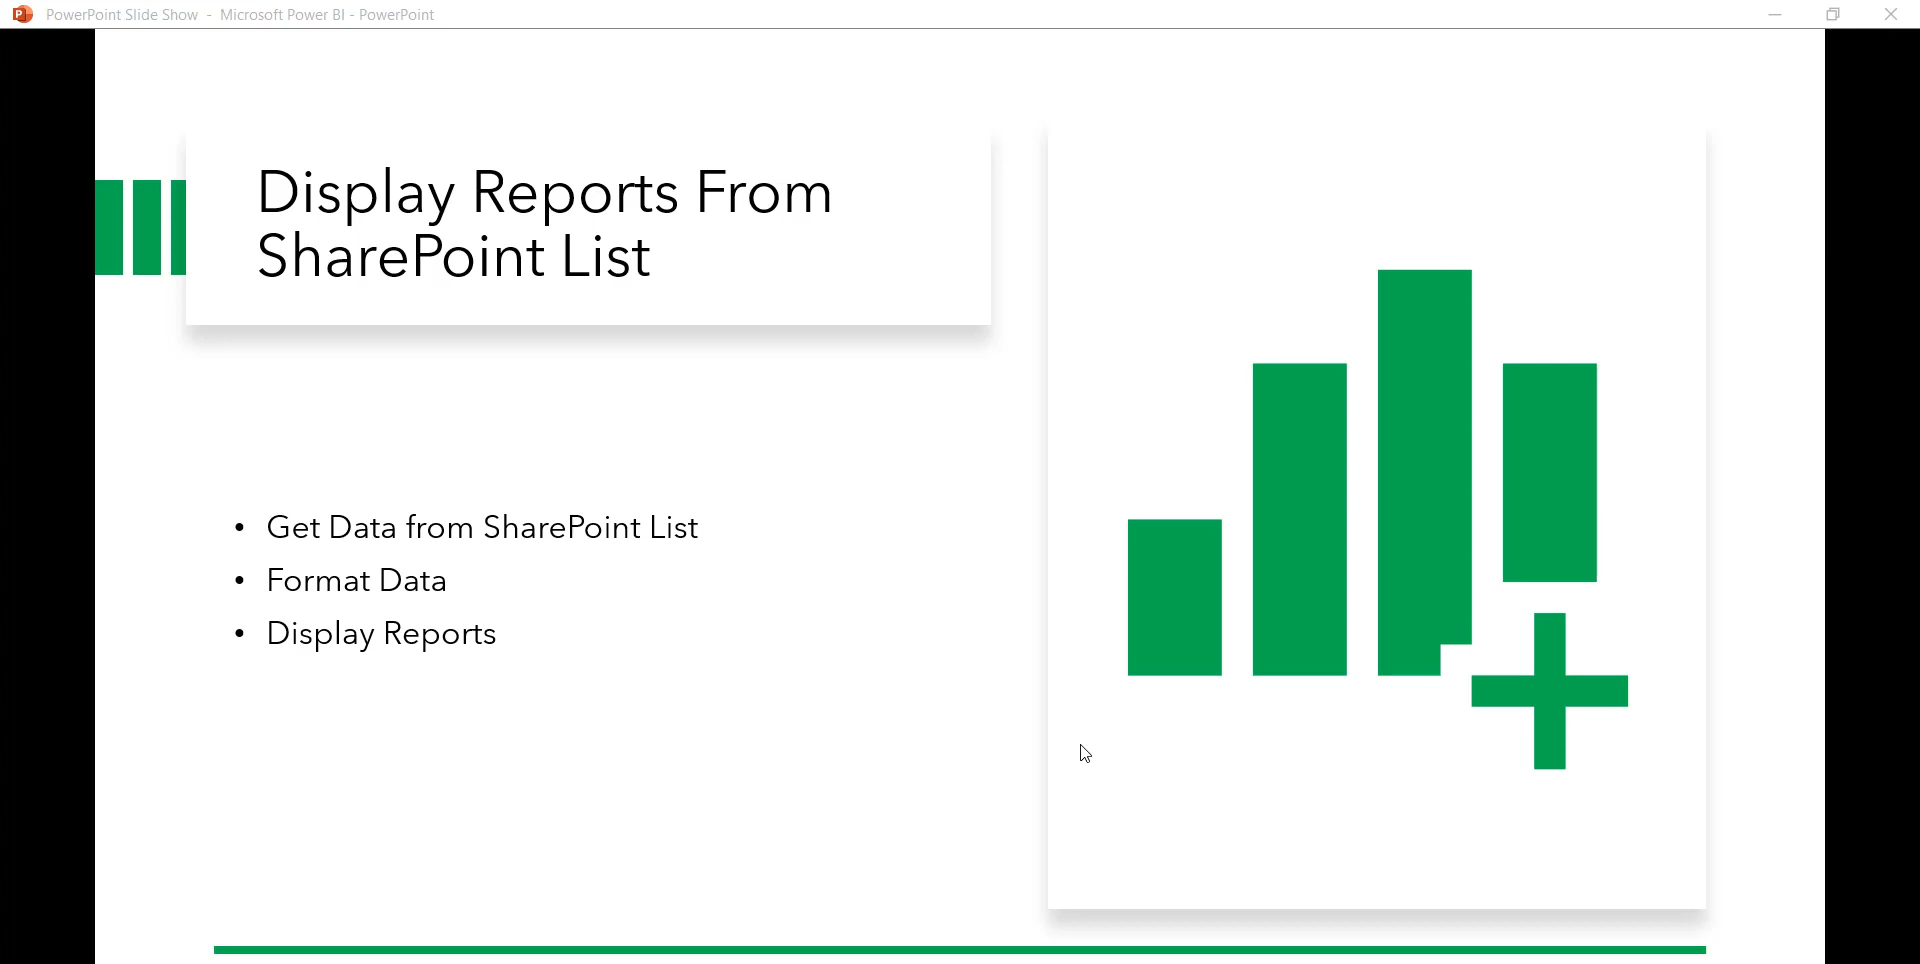 PowerPoint Slide Show - Microsoft Power BI - PowerPoint
Display Reports From
SharePoint List
• Get Data from SharePoint List
• Format Data
• Display Reports